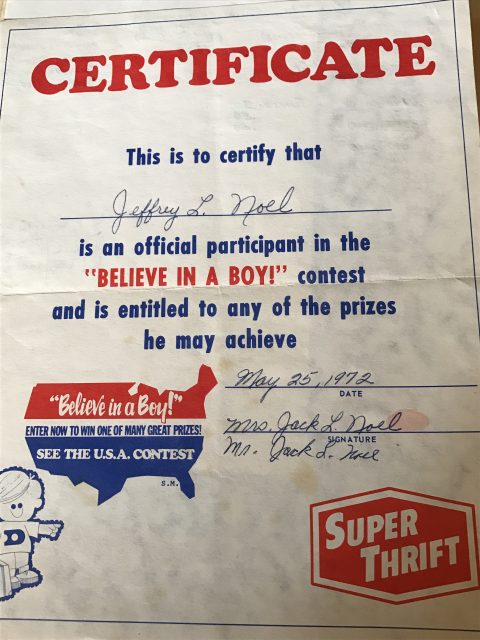 CERTIFICATE
This is to certify that
Jeffrey L. Noel
is an official participant in the
"BELIEVE IN A BOY!" contest
and is entitled to any of the prizes
he may achieve
May 25, 1972
DATE
Mrs. Jack L. Noel
SIGNATURE
Mr. Jack L. Noel
"Believe in a Boy!"
ENTER NOW TO WIN ONE OF MANY GREAT PRIZES!
SEE THE U.S.A. CONTEST
S.M.
D
SUPER
THRIFT